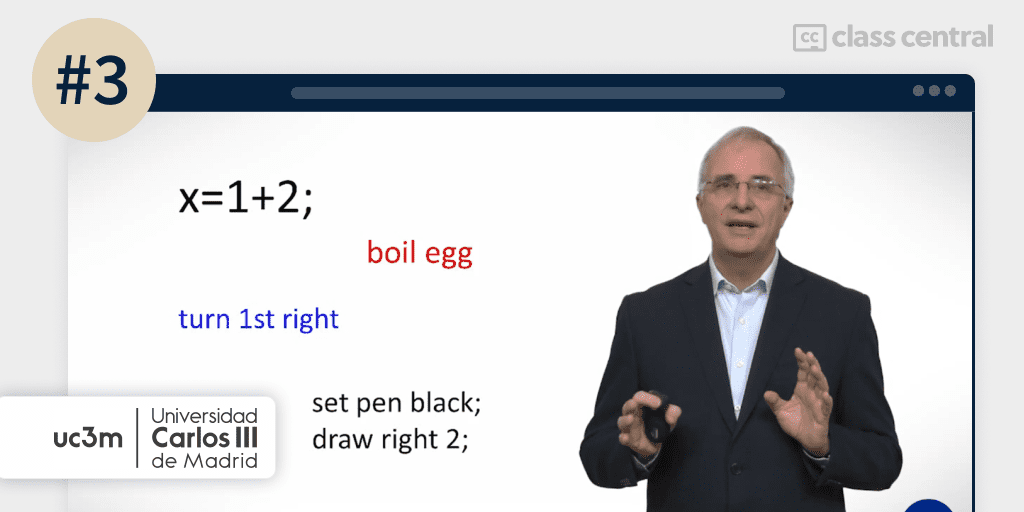 #3
cc class central
x=1+2;
boil egg
turn 1st right
set pen black;
draw right 2;
uc3m
Universidad
Carlos III
de Madrid